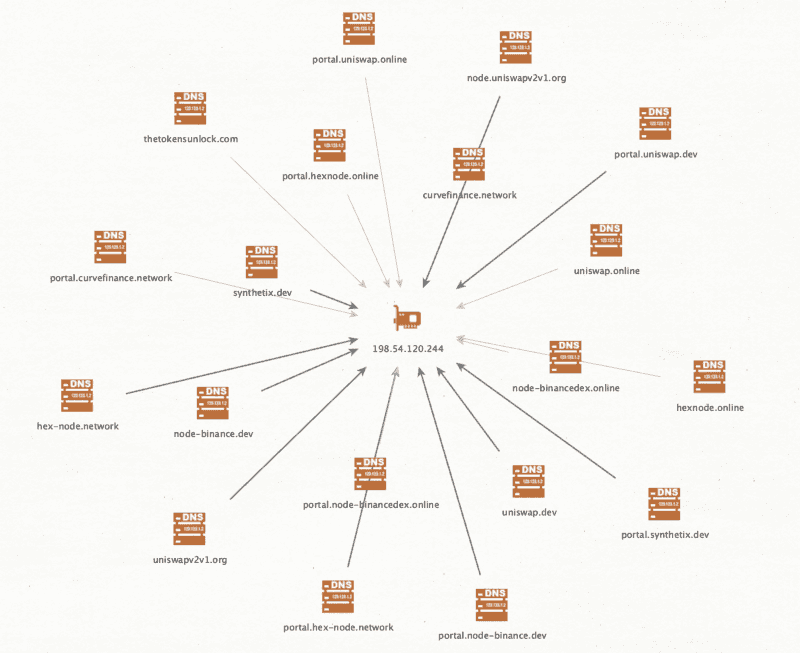 DNS
portal.uniswap.online
DNS
node.uniswapv2v1.org
DNS
thetokensunlock.com
DNS
portal.uniswap.dev
DNS
portal.hexnode.online
DNS
curvefinance.network
DNS
portal.curvefinance.network
DNS
synthetix.dev
DNS
uniswap.online
198.54.120.244
DNS
node-binancedex.online
DNS
hexnode.online
DNS
hex-node.network
DNS
node-binance.dev
DNS
portal.node-binancedex.online
DNS
uniswap.dev
DNS
portal.synthetix.dev
DNS
uniswapv2v1.org
DNS
portal.hex-node.network
DNS
portal.node-binance.dev